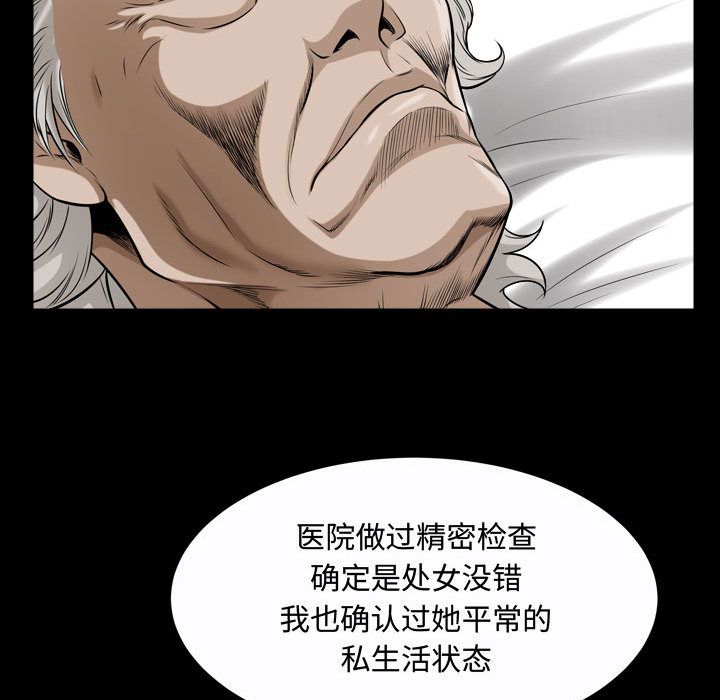 医院做过精密检查
确定是处女没错
我也确认过她平常的
私生活状态